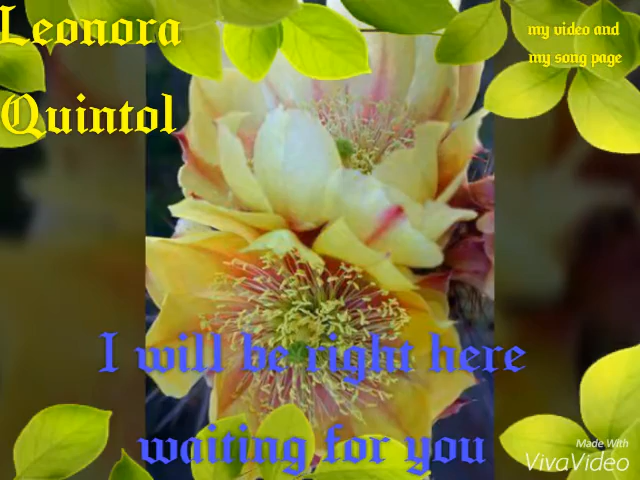 Leonora
Quintol
my video and
my song page
I will be right here
waiting for you
Made With
VivaVideo